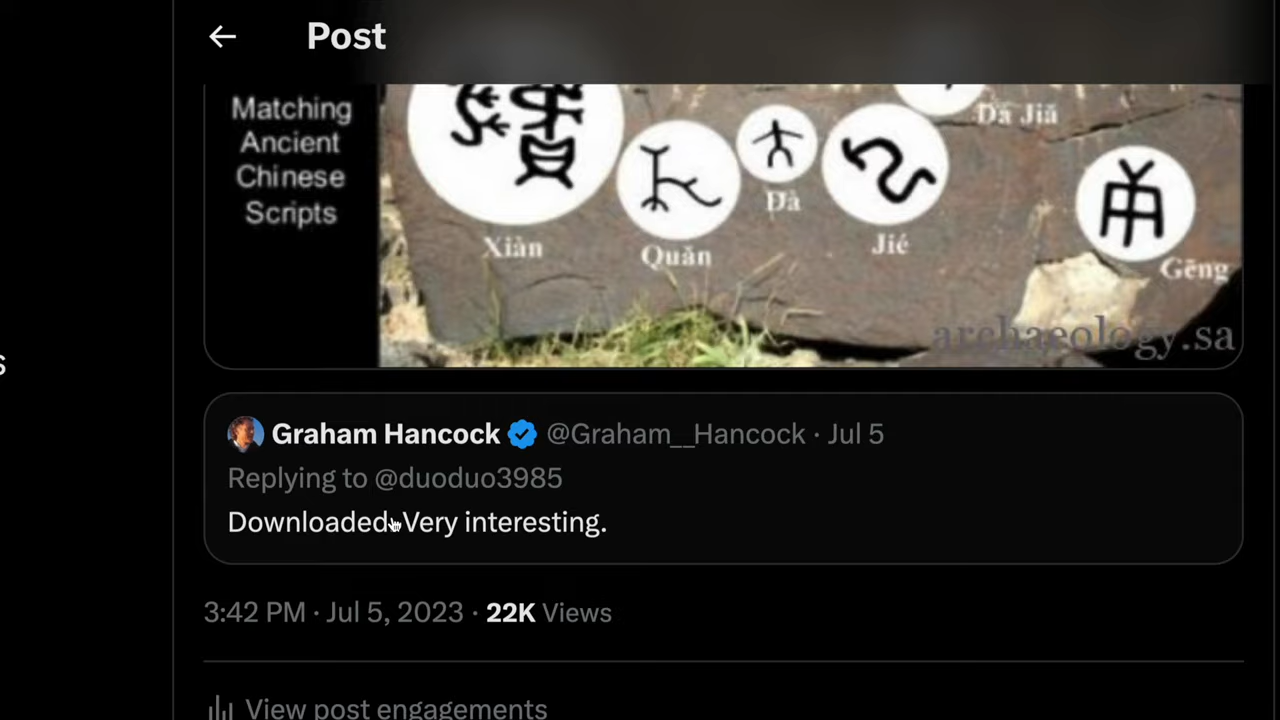 Post
Matching
Ancient
Chinese
Scripts
Dà Jiǎ
Xiàn
Quǎn
Dà
Jié
Gēng
archaeology.sa
Graham Hancock @Graham__Hancock · Jul 5
Replying to @duoduo3985
Downloaded. Very interesting.
3:42 PM · Jul 5, 2023 · 22K Views
View post engagements
s